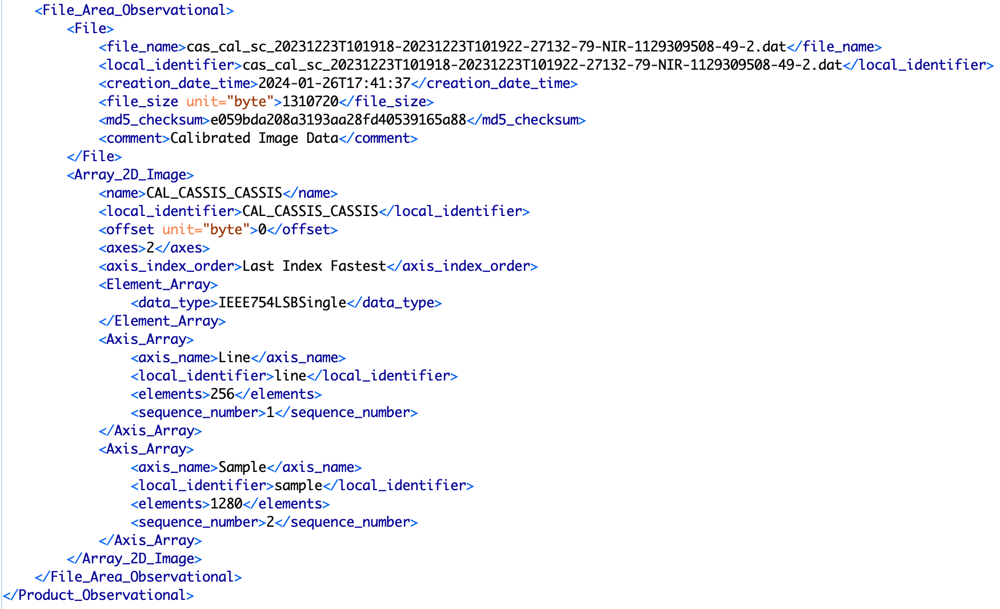 <File_Area_Observational>
<File>
<file_name>cas_cal_sc_20231223T101918-20231223T101922-27132-79-NIR-1129309508-49-2.dat</file_name>
<local_identifier>cas_cal_sc_20231223T101918-20231223T101922-27132-79-NIR-1129309508-49-2.dat</local_identifier>
<creation_date_time>2024-01-26T17:41:37</creation_date_time>
<file_size unit="byte">1310720</file_size>
<md5_checksum>e059bda208a3193aa28fd40539165a88</md5_checksum>
<comment>Calibrated Image Data</comment>
</File>
<Array_2D_Image>
<name>CAL_CASSIS_CASSIS</name>
<local_identifier>CAL_CASSIS_CASSIS</local_identifier>
<offset unit="byte">0</offset>
<axes>2</axes>
<axis_index_order>Last Index Fastest</axis_index_order>
<Element_Array>
<data_type>IEEE754LSBSingle</data_type>
</Element_Array>
<Axis_Array>
<axis_name>Line</axis_name>
<local_identifier>line</local_identifier>
<elements>256</elements>
<sequence_number>1</sequence_number>
</Axis_Array>
<Axis_Array>
<axis_name>Sample</axis_name>
<local_identifier>sample</local_identifier>
<elements>1280</elements>
<sequence_number>2</sequence_number>
</Axis_Array>
</Array_2D_Image>
</File_Area_Observational>
</Product_Observational>